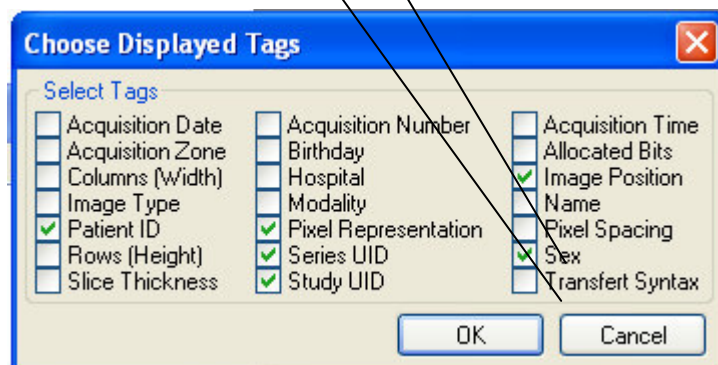 Choose Displayed Tags
Select Tags
Acquisition Date Acquisition Number Acquisition Time
Acquisition Zone Birthday Allocated Bits
Columns (Width) Hospital Image Position
Image Type Modality Name
Patient ID Pixel Representation Pixel Spacing
Rows (Height) Series UID Sex
Slice Thickness Study UID Transfert Syntax
OK Cancel